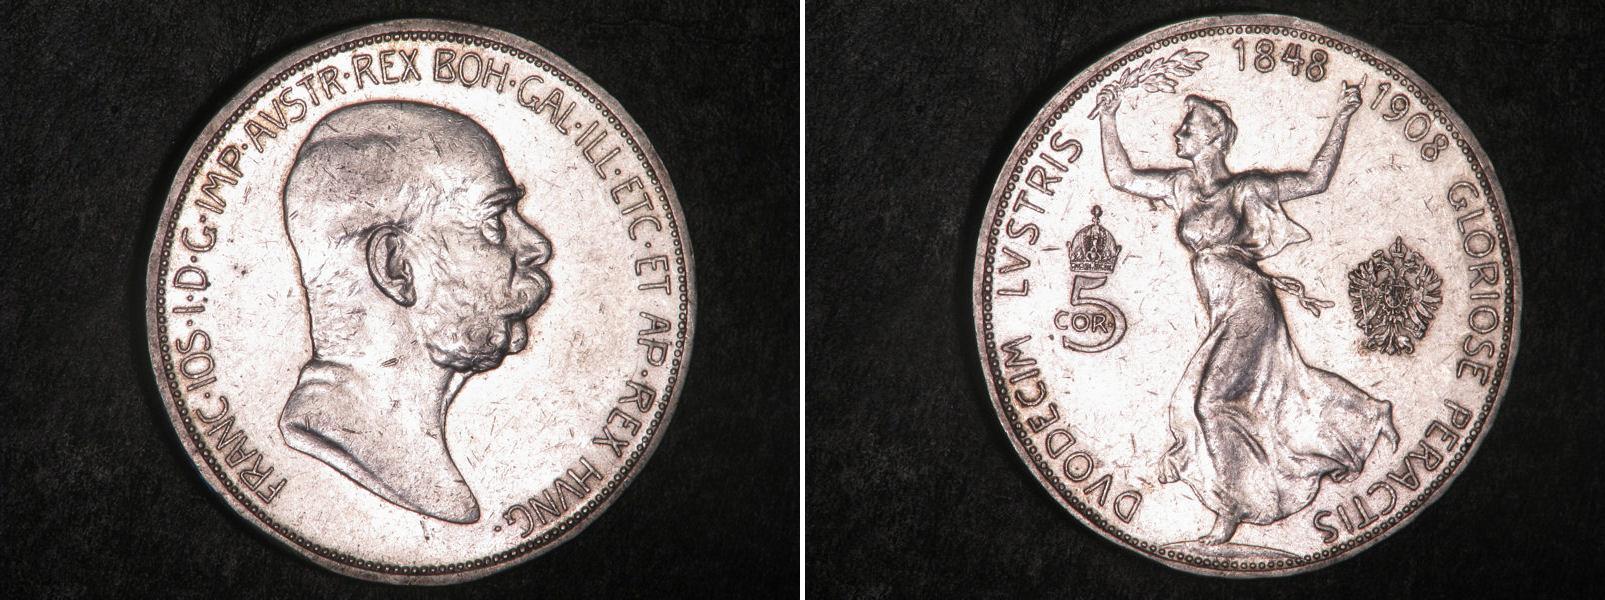 FRANC·IOS·I·D·G·IMP·AVSTR·REX BOH·GAL·ILL·ETC·ET AP·REX HVNG·
DVODECIM LVSTRIS GLORIOSE PERACTIS
1848 1908
5
COR·